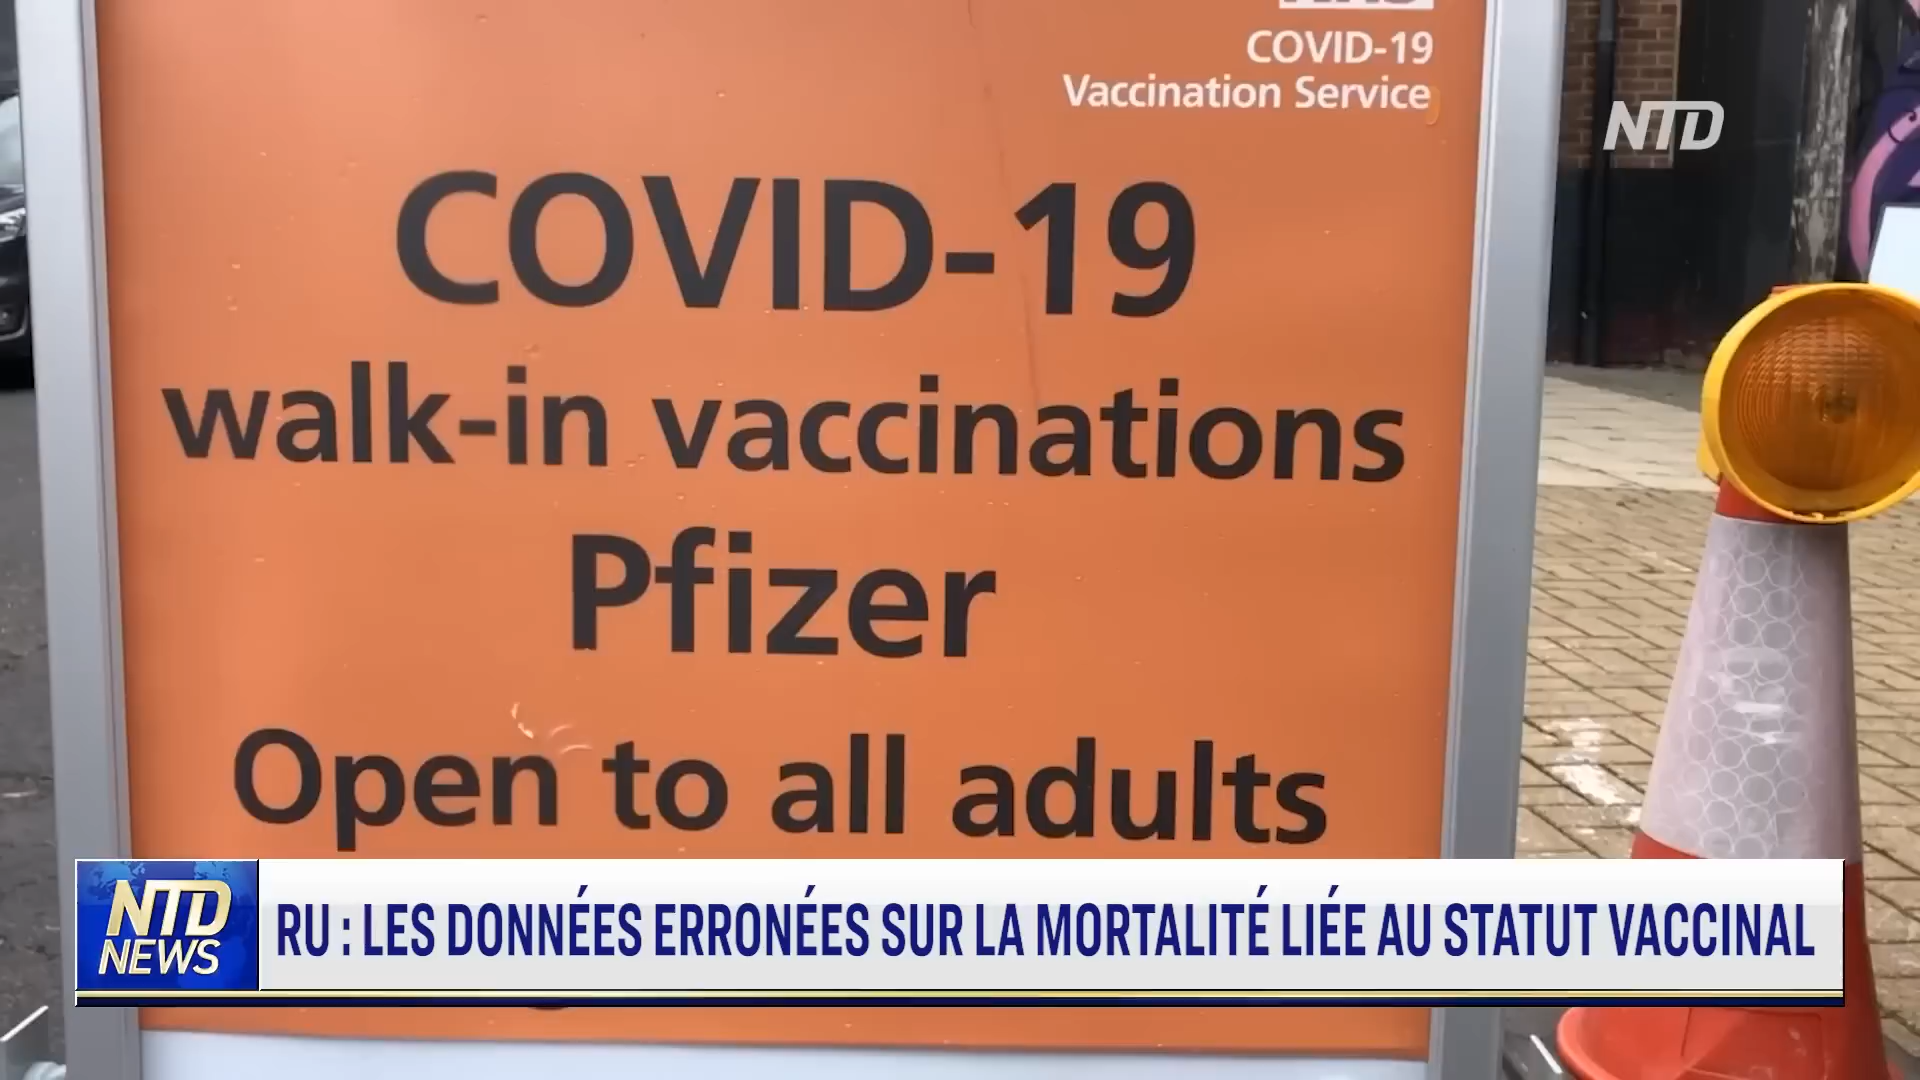 COVID-19
Vaccination Service
NTD
COVID-19
walk-in vaccinations
Pfizer
Open to all adults
NTD
NEWS
RU : LES DONNÉES ERRONÉES SUR LA MORTALITÉ LIÉE AU STATUT VACCINAL